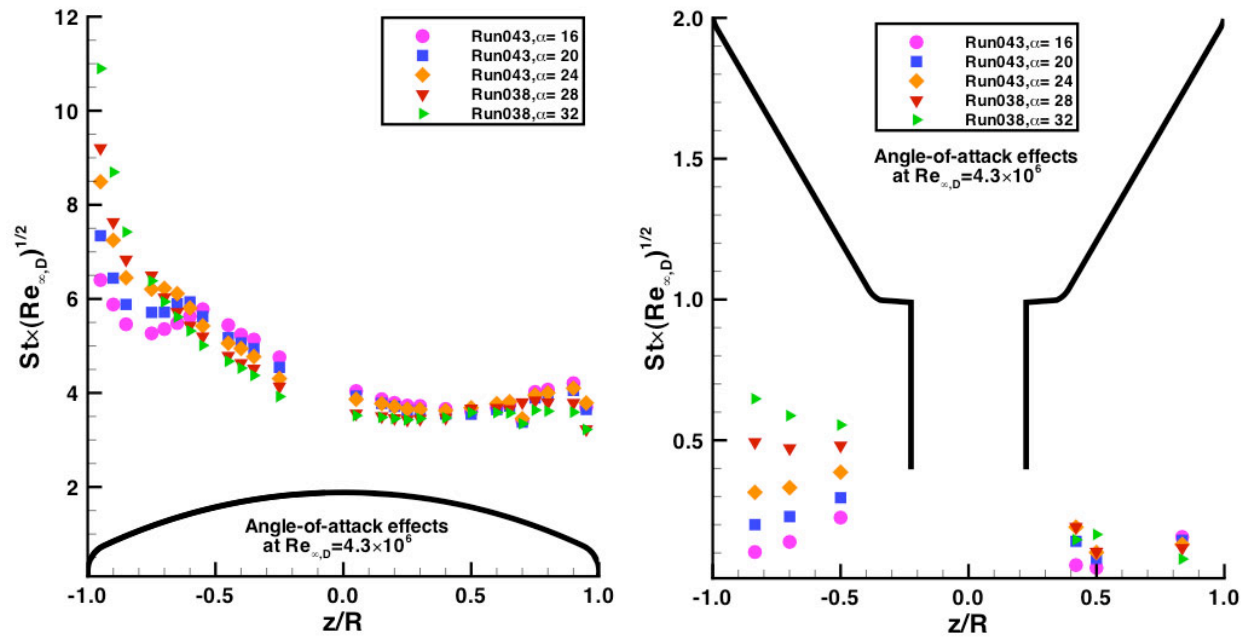 12
10
8
6
4
2
St×(Re∞,D)1/2
Run043,α= 16
Run043,α= 20
Run043,α= 24
Run038,α= 28
Run038,α= 32
Angle-of-attack effects
at Re∞,D=4.3×10⁶
-1.0
-0.5
0.0
0.5
1.0
z/R
2.0
1.5
1.0
0.5
St×(Re∞,D)1/2
Run043,α= 16
Run043,α= 20
Run043,α= 24
Run038,α= 28
Run038,α= 32
Angle-of-attack effects
at Re∞,D=4.3×10⁶
-1.0
-0.5
0.0
0.5
1.0
z/R